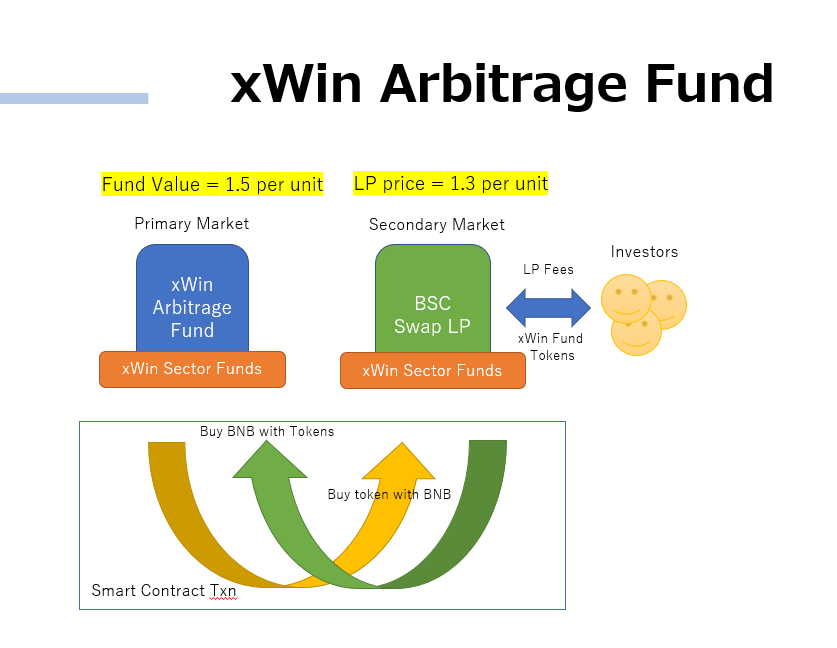 xWin Arbitrage Fund
Fund Value = 1.5 per unit
LP price = 1.3 per unit
Primary Market
Secondary Market
Investors
xWin
Arbitrage
Fund
BSC
Swap LP
LP Fees
xWin Fund
Tokens
xWin Sector Funds
xWin Sector Funds
Buy BNB with Tokens
Buy token with BNB
Smart Contract Txn